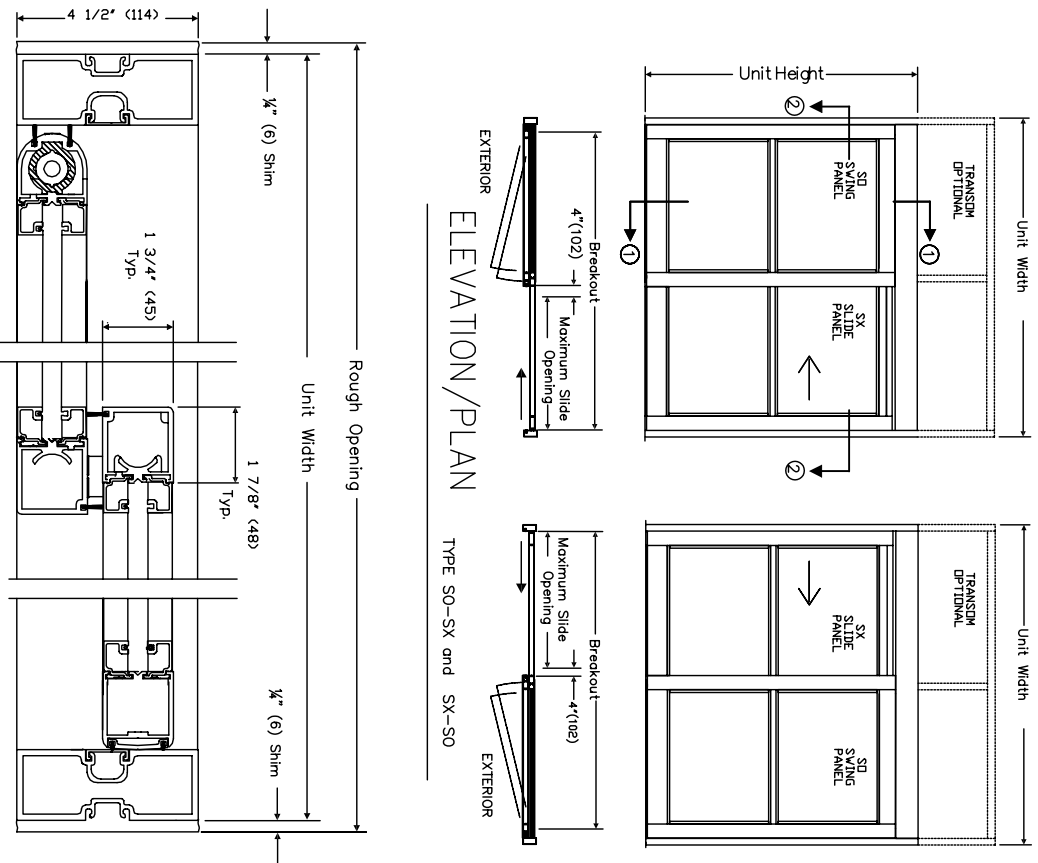 4 1/2" (114)
¼" (6) Shim
1 3/4" (45)
Typ.
1 7/8" (48)
Typ.
¼" (6) Shim
Unit Width
Rough Opening
ELEVATION/PLAN
TYPE SO-SX and SX-SO
EXTERIOR
4"(102)
Breakout
Maximum Slide
Opening
Maximum Slide
Opening
Breakout
4"(102)
EXTERIOR
Unit Height
2
SO
SWING
PANEL
TRANSOM
OPTIONAL
1
1
SX
SLIDE
PANEL
2
Unit Width
TRANSOM
OPTIONAL
SX
SLIDE
PANEL
SO
SWING
PANEL
Unit Width